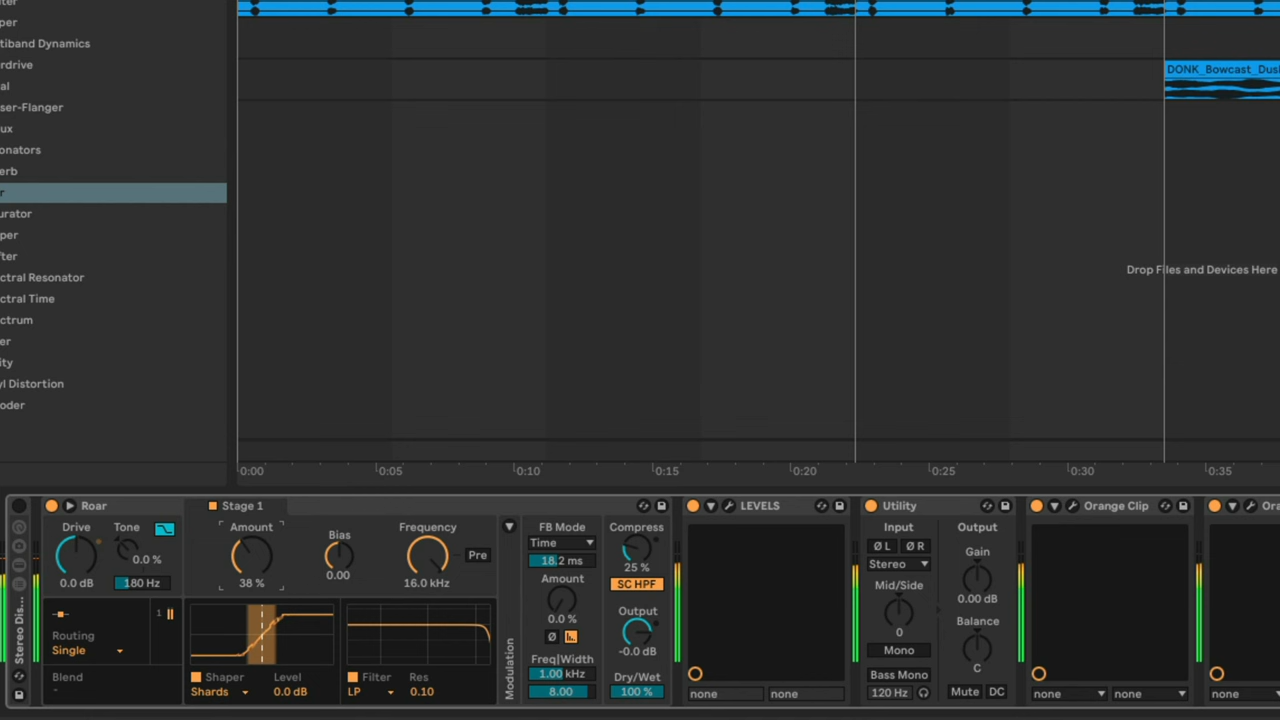 tiband Dynamics
rdrive
al
ser-Flanger
ux
onators
erb
r
urator
per
fter
ctral Resonator
ctral Time
ctrum
er
ity
yl Distortion
oder
DONK_Bowcast_Dus
Drop Files and Devices Here
0:00 0:05 0:10 0:15 0:20 0:25 0:30 0:35
Stereo Dis...
Roar
Drive
0.0 dB
Tone
0.0 %
180 Hz
Routing
Single
1
Blend
-
Stage 1
Amount
38 %
Bias
0.00
Frequency
16.0 kHz
Pre
Shaper
Shards
Level
0.0 dB
Filter
LP
Res
0.10
Modulation
FB Mode
Time
18.2 ms
Amount
0.0 %
Ø
Freq|Width
1.00 kHz
8.00
Compress
25 %
SC HPF
Output
-0.0 dB
Dry/Wet
100 %
LEVELS
none none
Utility
Input
Ø L Ø R
Stereo
Mid/Side
0
Mono
Bass Mono
120 Hz
Output
Gain
0.00 dB
Balance
C
Mute DC
Orange Clip
none none
Ora
none